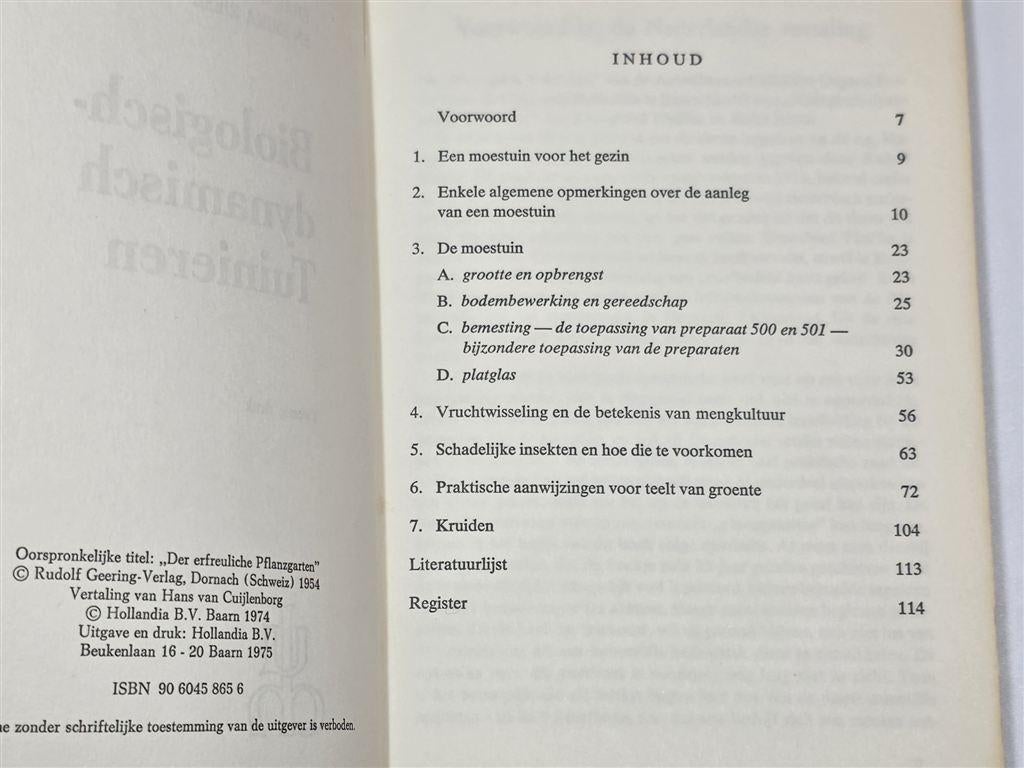 Oorspronkelijke titel: „Der erfreuliche Pflanzgarten”
© Rudolf Geering-Verlag, Dornach (Schweiz) 1954
Vertaling van Hans van Cuijlenborg
© Hollandia B.V. Baarn 1974
Uitgave en druk: Hollandia B.V.
Beukenlaan 16 - 20 Baarn 1975
ISBN 90 6045 865 6
zonder schriftelijke toestemming van de uitgever is verboden.
Biologisch-
dynamisch
Tuinieren
INHOUD
Voorwoord 7
1. Een moestuin voor het gezin 9
2. Enkele algemene opmerkingen over de aanleg
van een moestuin 10
3. De moestuin 23
A. grootte en opbrengst 23
B. bodembewerking en gereedschap 25
C. bemesting — de toepassing van preparaat 500 en 501 —
bijzondere toepassing van de preparaten 30
D. platglas 53
4. Vruchtwisseling en de betekenis van mengkultuur 56
5. Schadelijke insekten en hoe die te voorkomen 63
6. Praktische aanwijzingen voor teelt van groente 72
7. Kruiden 104
Literatuurlijst 113
Register 114